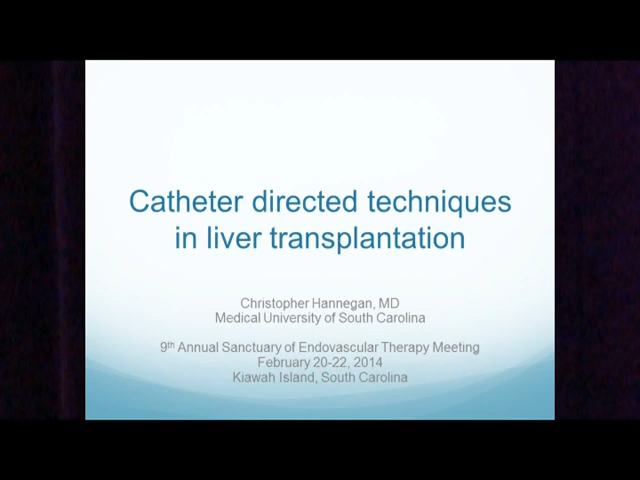 Catheter directed techniques
in liver transplantation
Christopher Hannegan, MD
Medical University of South Carolina
9th Annual Sanctuary of Endovascular Therapy Meeting
February 20-22, 2014
Kiawah Island, South Carolina